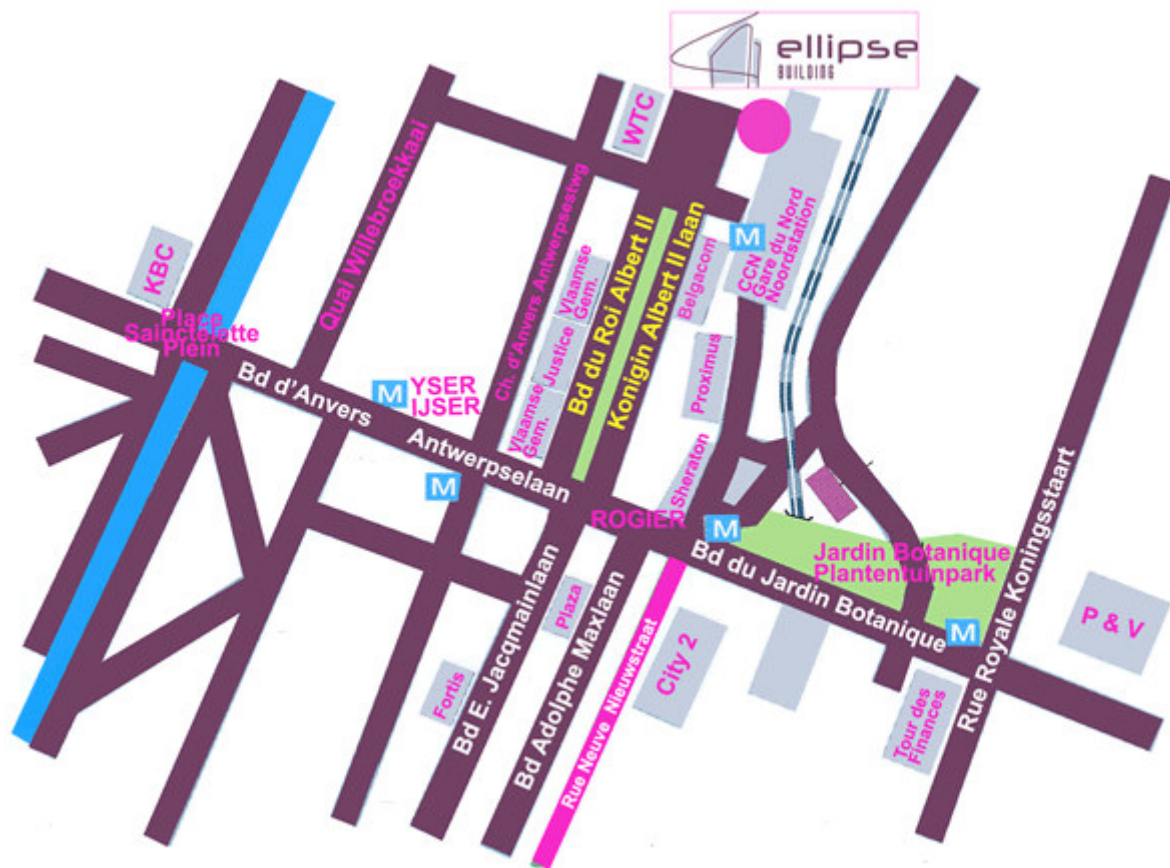 ellipse
BUILDING
WTC
Quai Willebroekkaai
Ch. d'Anvers Antwerpsestwg
KBC
Place
Sainctelotte
Plein
Bd d'Anvers
Antwerpselaan
M
YSER
IJSER
M
Vlaamse
Gem.
Justice
Vlaamse
Gem.
Bd du Roi Albert II
Konigin Albert II laan
Belgacom
M
CCN
Gare du Nord
Noordstation
Proximus
Sheraton
ROGIER
M
Bd du Jardin Botanique
Jardin Botanique
Plantentuinpark
M
Rue Royale Koningsstaart
P & V
Tour des
Finances
City 2
Rue Neuve Nieuwstraat
Bd Adolphe Maxlaan
Plaza
Bd E. Jacqmainlaan
Fortis